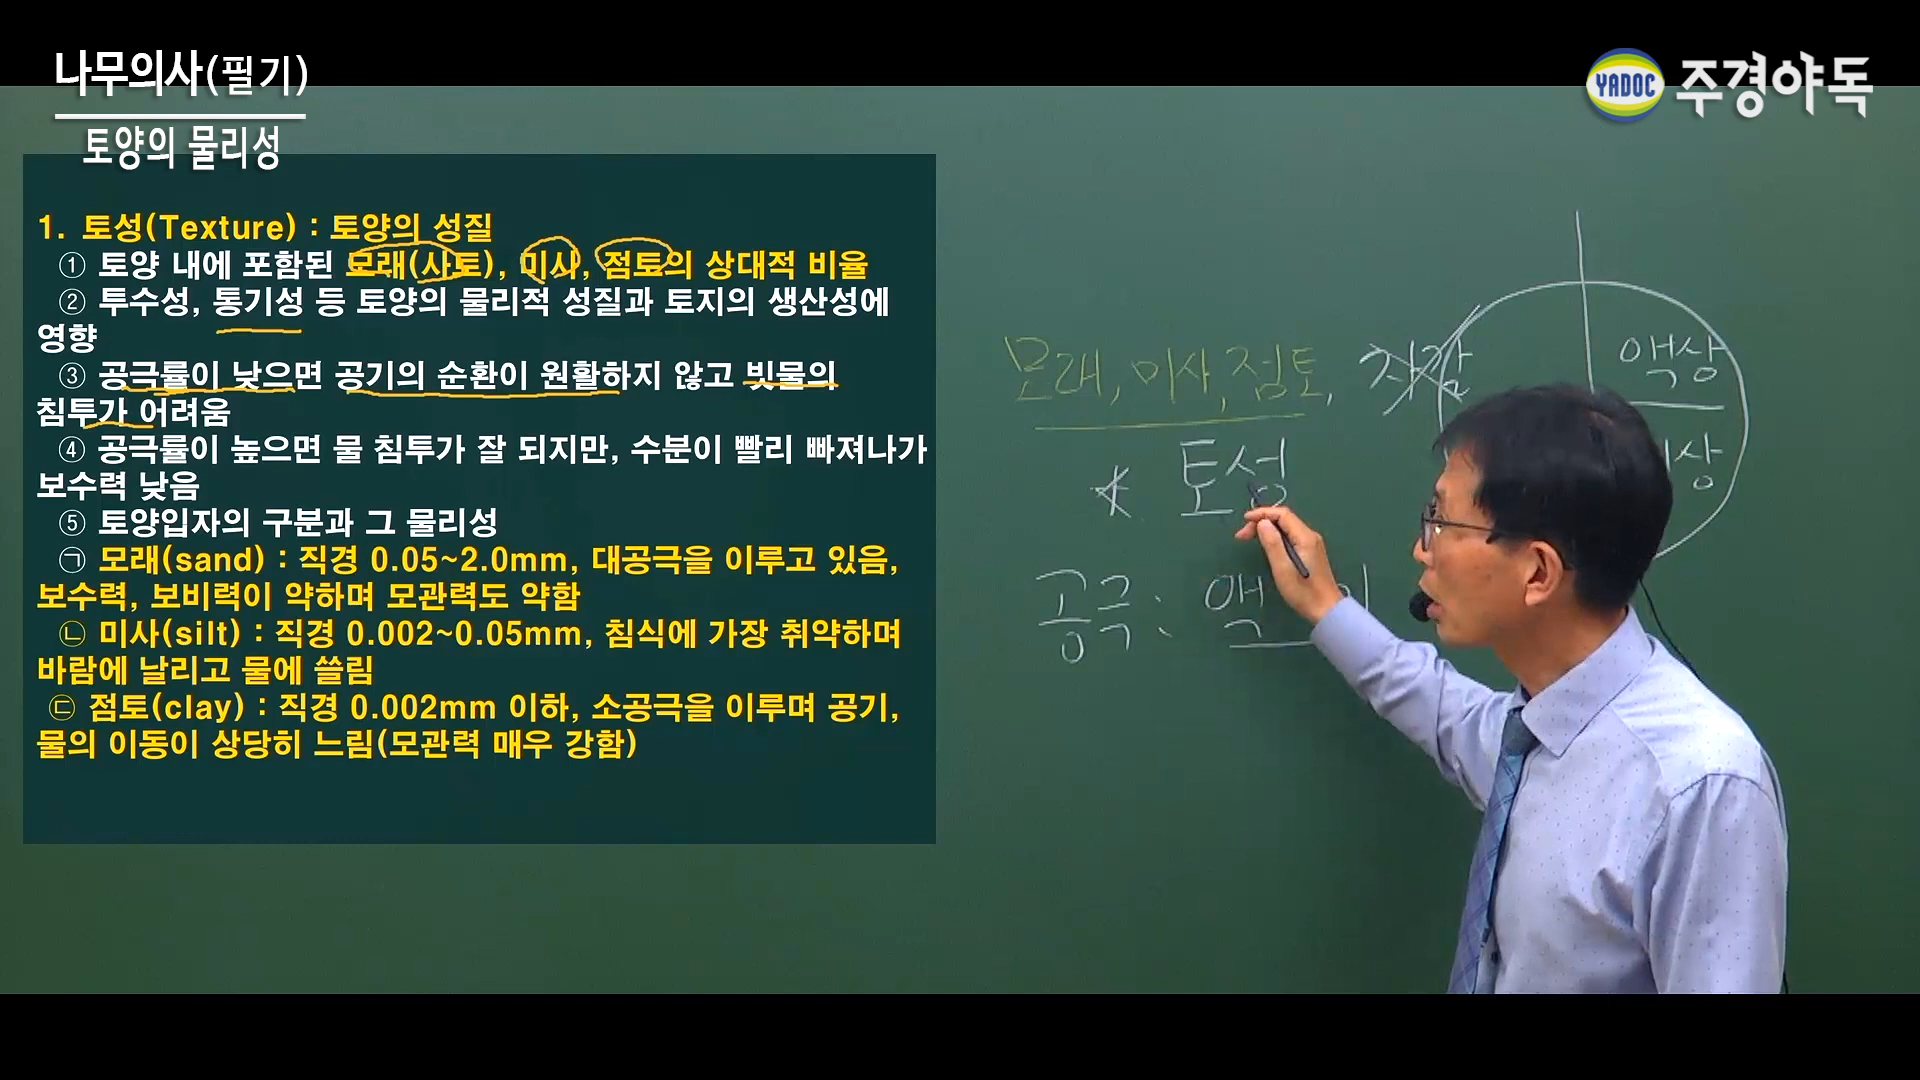 나무의사(필기)
토양의 물리성
YADOC 주경야독
1. 토성(Texture) : 토양의 성질
① 토양 내에 포함된 모래(사토), 미사, 점토의 상대적 비율
② 투수성, 통기성 등 토양의 물리적 성질과 토지의 생산성에
영향
③ 공극률이 낮으면 공기의 순환이 원활하지 않고 빗물의
침투가 어려움
④ 공극률이 높으면 물 침투가 잘 되지만, 수분이 빨리 빠져나가
보수력 낮음
⑤ 토양입자의 구분과 그 물리성
㉠ 모래(sand) : 직경 0.05~2.0mm, 대공극을 이루고 있음,
보수력, 보비력이 약하며 모관력도 약함
㉡ 미사(silt) : 직경 0.002~0.05mm, 침식에 가장 취약하며
바람에 날리고 물에 쓸림
㉢ 점토(clay) : 직경 0.002mm 이하, 소공극을 이루며 공기,
물의 이동이 상당히 느림(모관력 매우 강함)
모래, 미사, 점토,
액상
상
* 토성
공극: